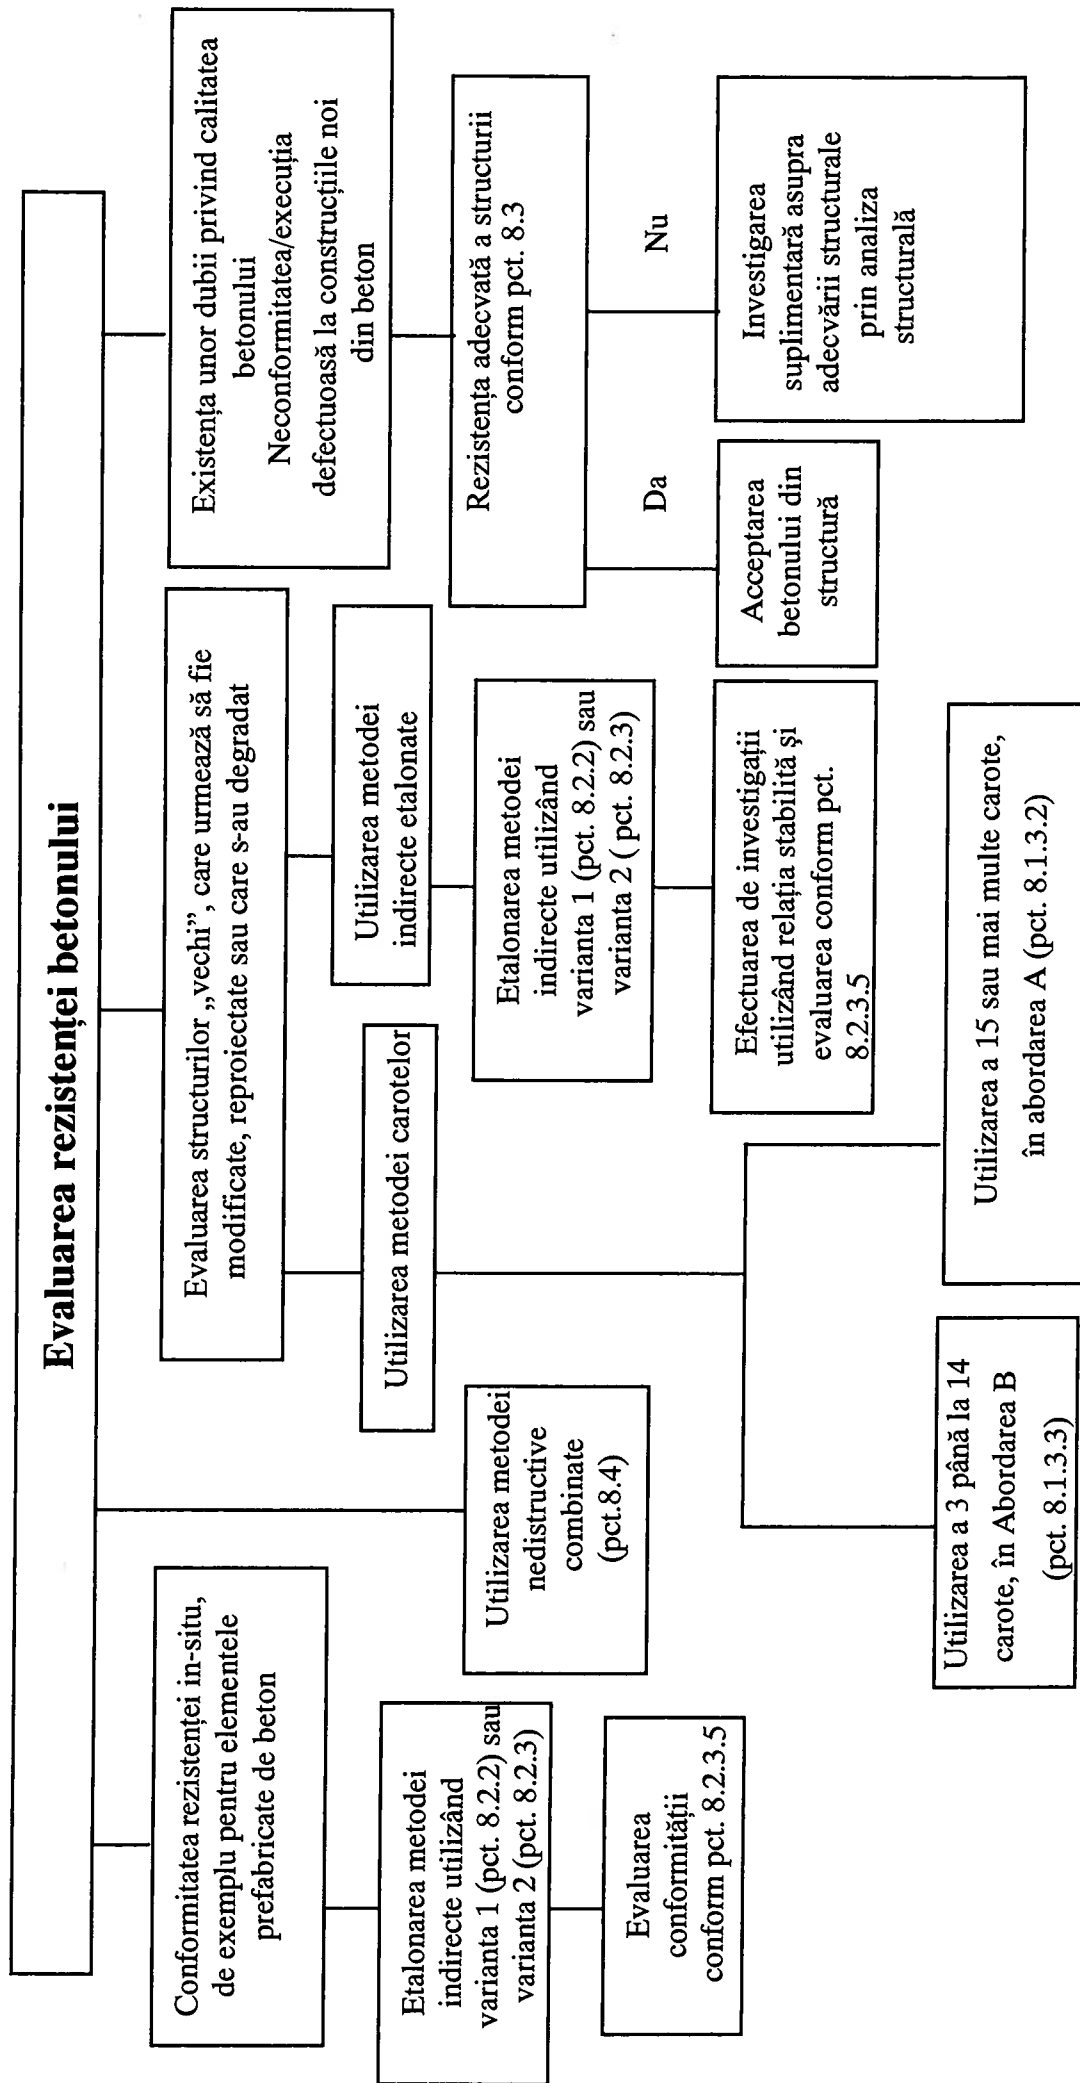 Evaluarea rezistenței betonului
Conformitatea rezistenței in-situ,
de exemplu pentru elementele
prefabricate de beton
Etalonarea metodei
indirecte utilizând
varianta 1 (pct. 8.2.2) sau
varianta 2 (pct. 8.2.3)
Evaluarea
conformității
conform pct. 8.2.3.5
Utilizarea metodei
nedistructive
combinate
(pct.8.4)
Evaluarea structurilor „vechi”, care urmează să fie
modificate, reproiectate sau care s-au degradat
Utilizarea metodei carotelor
Utilizarea a 3 până la 14
carote, în Abordarea B
(pct. 8.1.3.3)
Utilizarea a 15 sau mai multe carote,
în abordarea A (pct. 8.1.3.2)
Utilizarea metodei
indirecte etalonate
Etalonarea metodei
indirecte utilizând
varianta 1 (pct. 8.2.2) sau
varianta 2 ( pct. 8.2.3)
Efectuarea de investigații
utilizând relația stabilită și
evaluarea conform pct.
8.2.3.5
Existența unor dubii privind calitatea
betonului
Neconformitatea/execuția
defectuoasă la construcțiile noi
din beton
Rezistența adecvată a structurii
conform pct. 8.3
Da
Nu
Acceptarea
betonului din
structură
Investigarea
suplimentară asupra
adecvării structurale
prin analiza
structurală